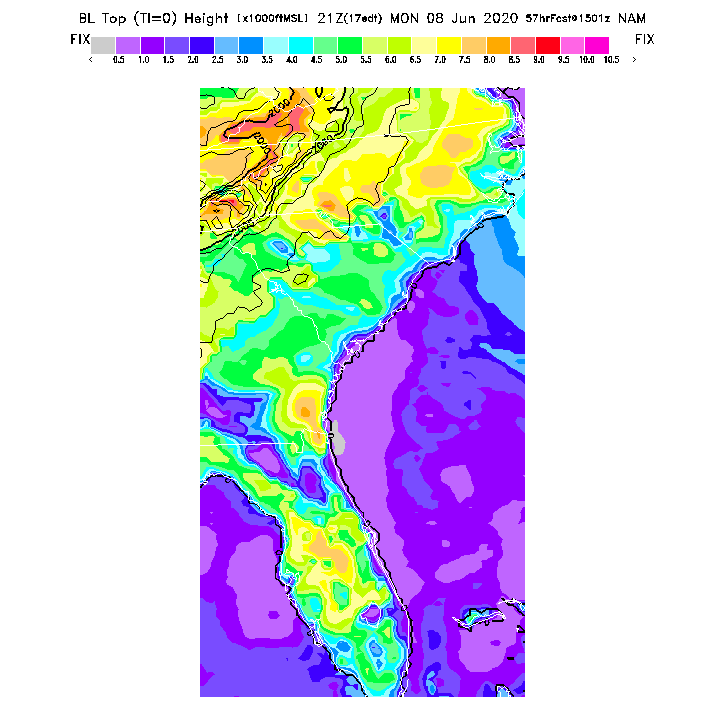 BL Top (TI=0) Height [x1000ftMSL] 21Z(17edt) MON 08 Jun 2020 57hrFcst@1501z NAM
FIX FIX
< 0.5 1.0 1.5 2.0 2.5 3.0 3.5 4.0 4.5 5.0 5.5 6.0 6.5 7.0 7.5 8.0 8.5 9.0 9.5 10.0 10.5 >
2000
2000
2000